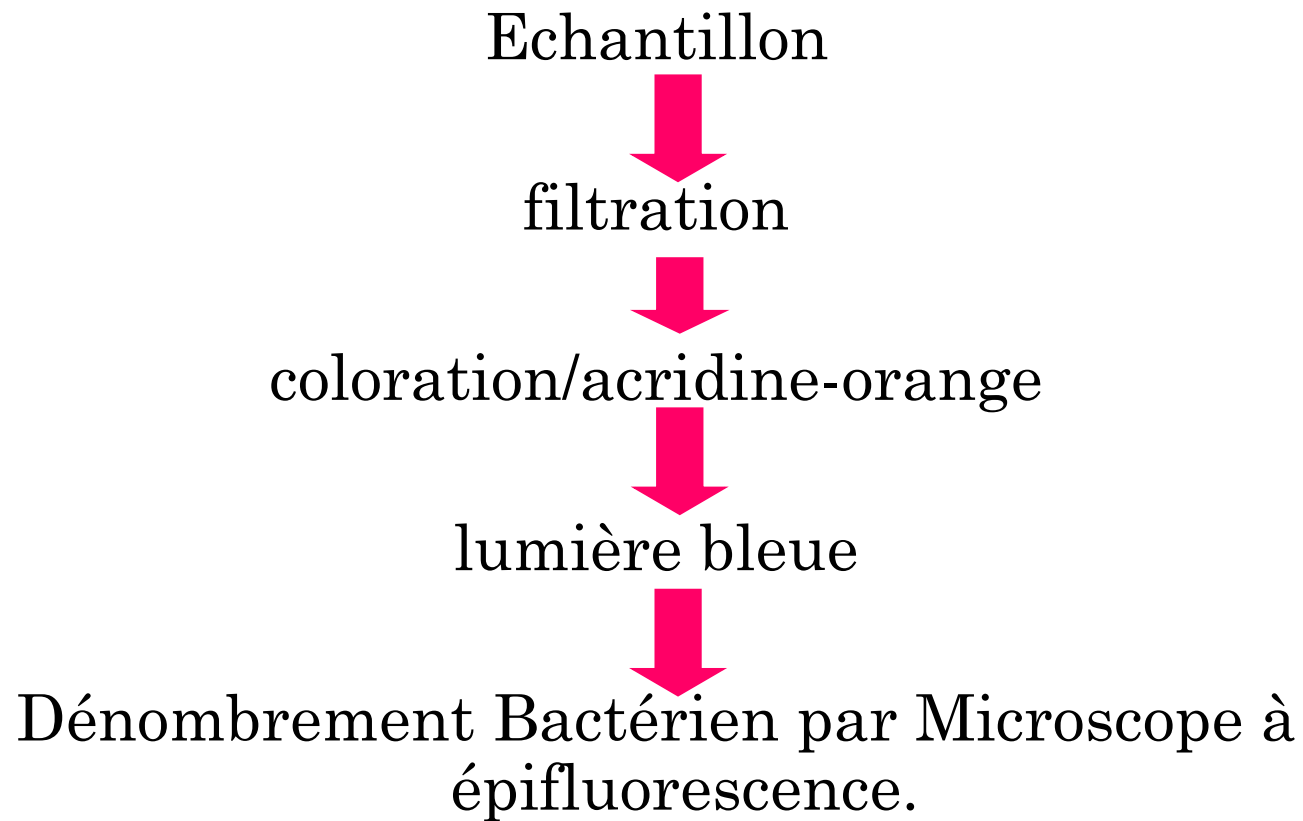 Echantillon
filtration
coloration/acridine-orange
lumière bleue
Dénombrement Bactérien par Microscope à
épifluorescence.